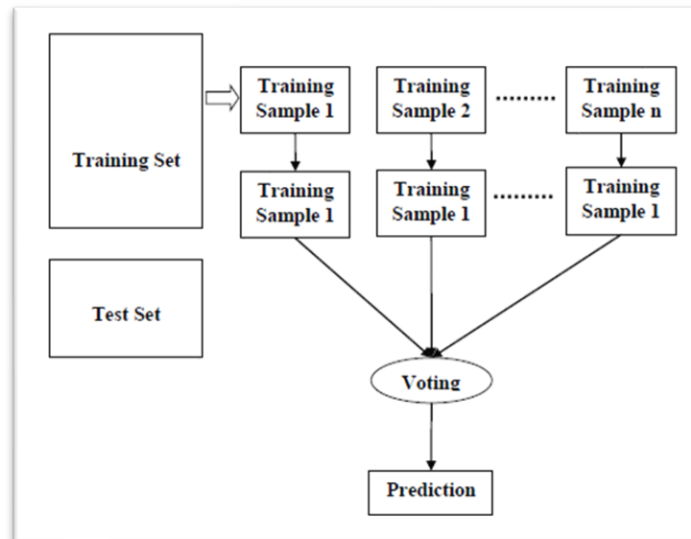 Training Set
Training
Sample 1
Training
Sample 2
..........
Training
Sample n
Training
Sample 1
Training
Sample 1
..........
Training
Sample 1
Test Set
Voting
Prediction